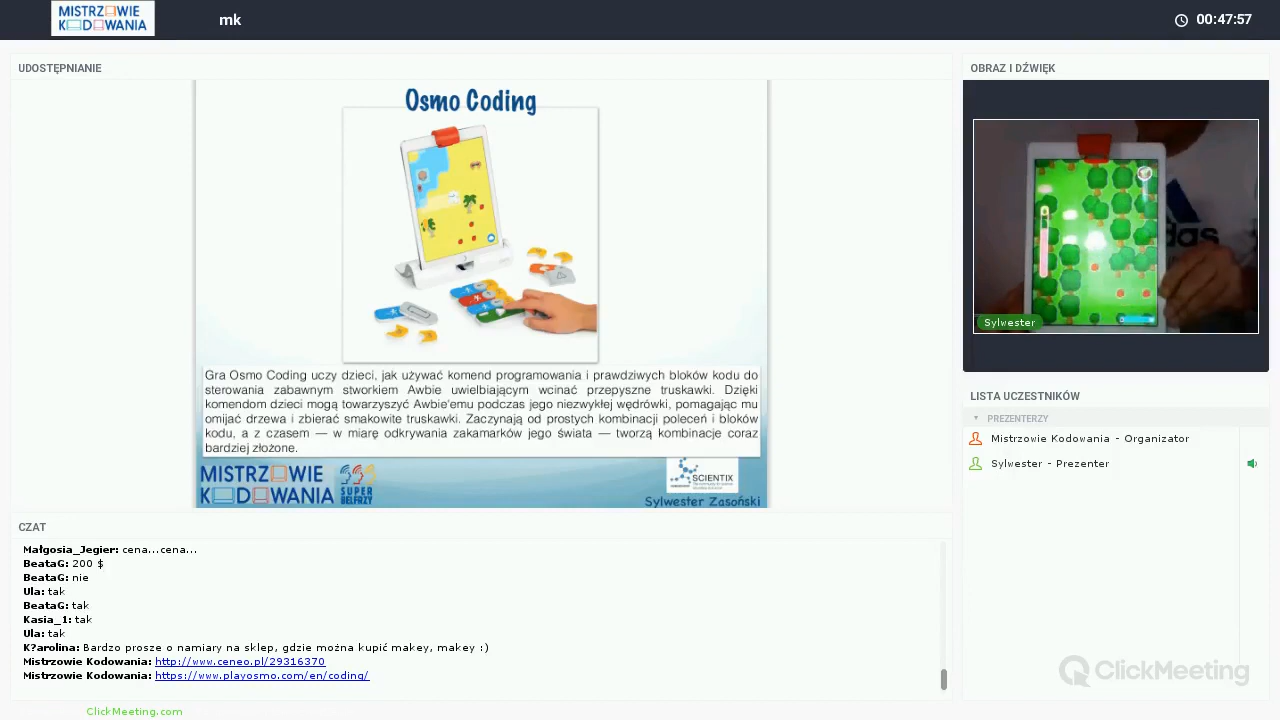 MISTRZOWIE
KODOWANIA
mk
00:47:57
UDOSTĘPNIANIE
OBRAZ I DŹWIĘK
Osmo Coding
Gra Osmo Coding uczy dzieci, jak używać komend programowania i prawdziwych bloków kodu do
sterowania zabawnym stworkiem Awbie uwielbiającym wcinać przepyszne truskawki. Dzięki
komendom dzieci mogą towarzyszyć Awbie'emu podczas jego niezwykłej wędrówki, pomagając mu
omijać drzewa i zbierać smakowite truskawki. Zaczynają od prostych kombinacji poleceń i bloków
kodu, a z czasem — w miarę odkrywania zakamarków jego świata — tworzą kombinacje coraz
bardziej złożone.
MISTRZOWIE
KODOWANIA
SUPER
BELFRZY
SCIENTIX
Sylwester Zasoński
das
Sylwester
LISTA UCZESTNIKÓW
PREZENTERZY
Mistrzowie Kodowania - Organizator
Sylwester - Prezenter
CZAT
Małgosia_Jegier: cena...cena...
BeataG: 200 $
BeataG: nie
Ula: tak
BeataG: tak
Kasia_1: tak
Ula: tak
K?arolina: Bardzo prosze o namiary na sklep, gdzie można kupić makey, makey :)
Mistrzowie Kodowania: http://www.ceneo.pl/29316370
Mistrzowie Kodowania: https://www.playosmo.com/en/coding/
ClickMeeting
ClickMeeting.com